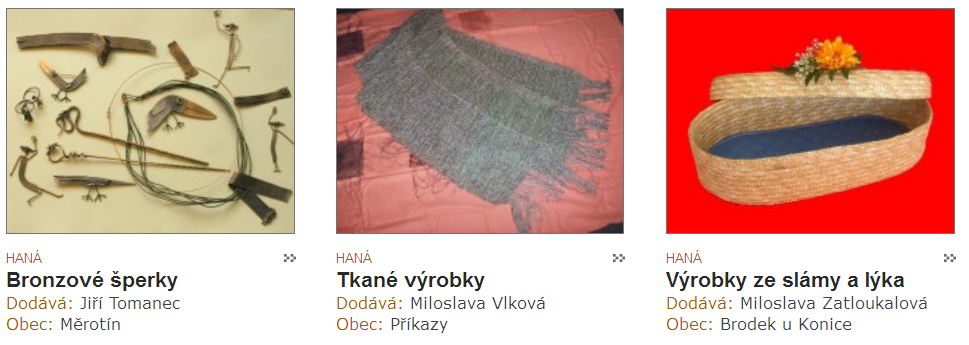 HANÁ
Bronzové šperky
Dodává: Jiří Tomanec
Obec: Měrotín
HANÁ
Tkané výrobky
Dodává: Miloslava Vlková
Obec: Příkazy
HANÁ
Výrobky ze slámy a lýka
Dodává: Miloslava Zatloukalová
Obec: Brodek u Konice